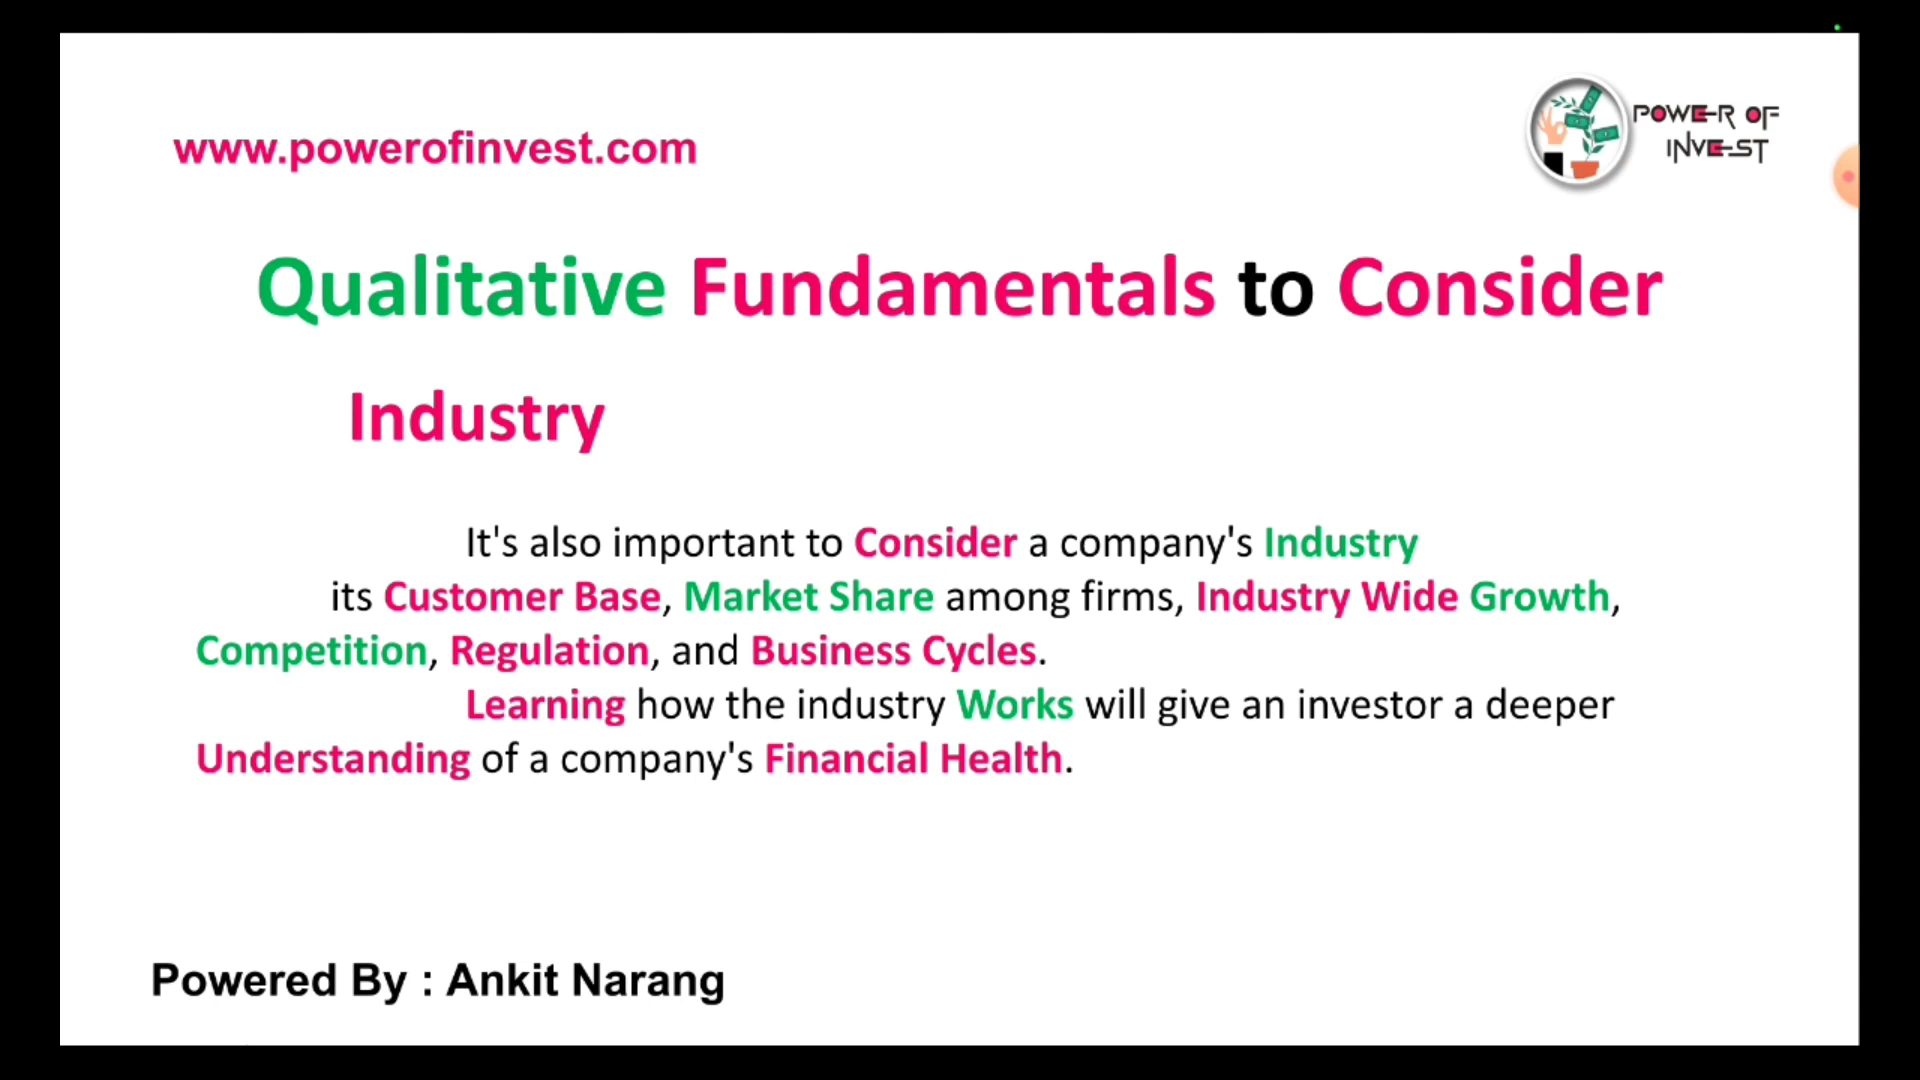 www.powerofinvest.com
POWER OF
INVEST
Qualitative Fundamentals to Consider
Industry
It's also important to Consider a company's Industry
its Customer Base, Market Share among firms, Industry Wide Growth,
Competition, Regulation, and Business Cycles.
Learning how the industry Works will give an investor a deeper
Understanding of a company's Financial Health.
Powered By : Ankit Narang